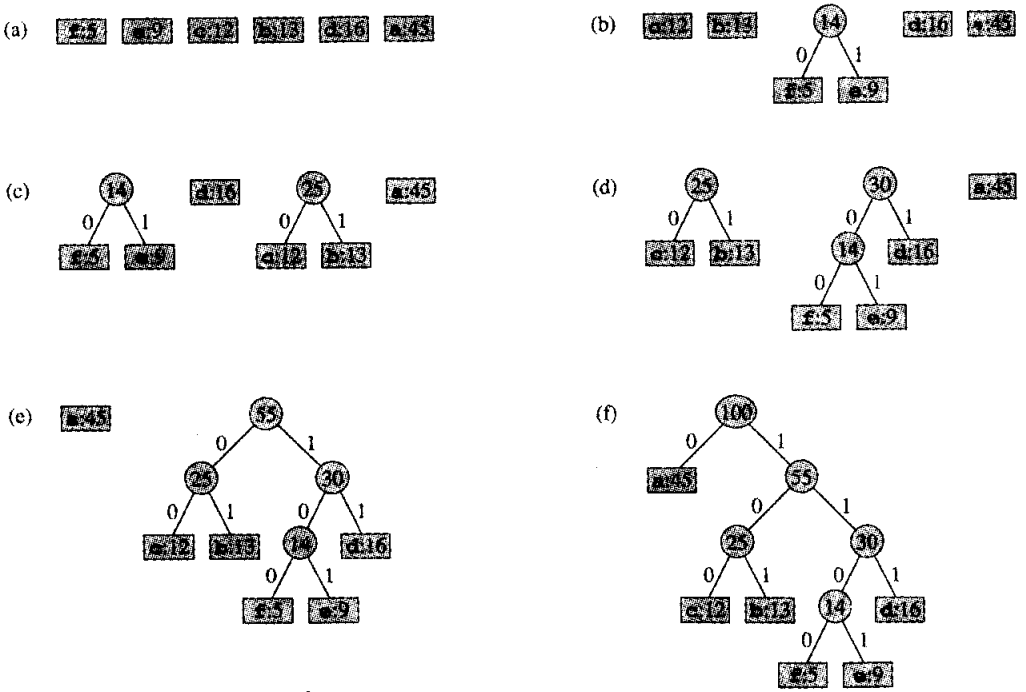 (a) f:5 e:9 c:12 b:13 d:16 a:45
(b) c:12 b:13 14 d:16 a:45
0 1
f:5 e:9
(c) 14 d:16 25 a:45
0 1 0 1
f:5 e:9 c:12 b:13
(d) 25 30 a:45
0 1 0 1
c:12 b:13 14 d:16
0 1
f:5 e:9
(e) a:45 55
0 1
25 30
0 1 0 1
c:12 b:13 14 d:16
0 1
f:5 e:9
(f) 100
0 1
a:45 55
0 1
25 30
0 1 0 1
c:12 b:13 14 d:16
0 1
f:5 e:9